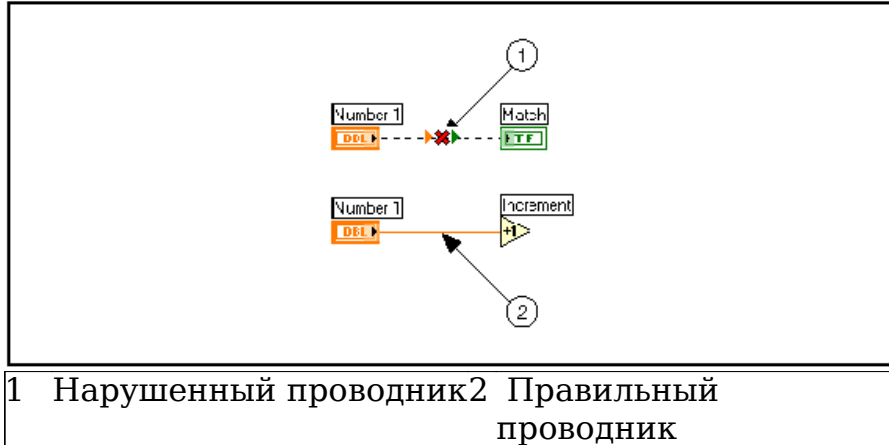 1
Number 1 Match
DBL TF
Number 1 Increment
DBL +1
2
1 Нарушенный проводник 2 Правильный
проводник